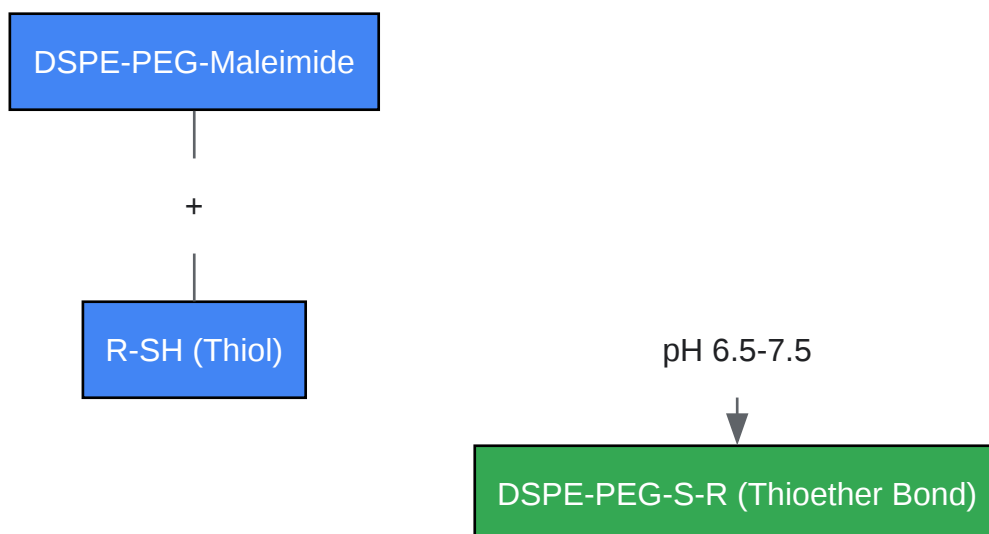 DSPE-PEG-Maleimide
+
R-SH (Thiol)
pH 6.5-7.5
DSPE-PEG-S-R (Thioether Bond)